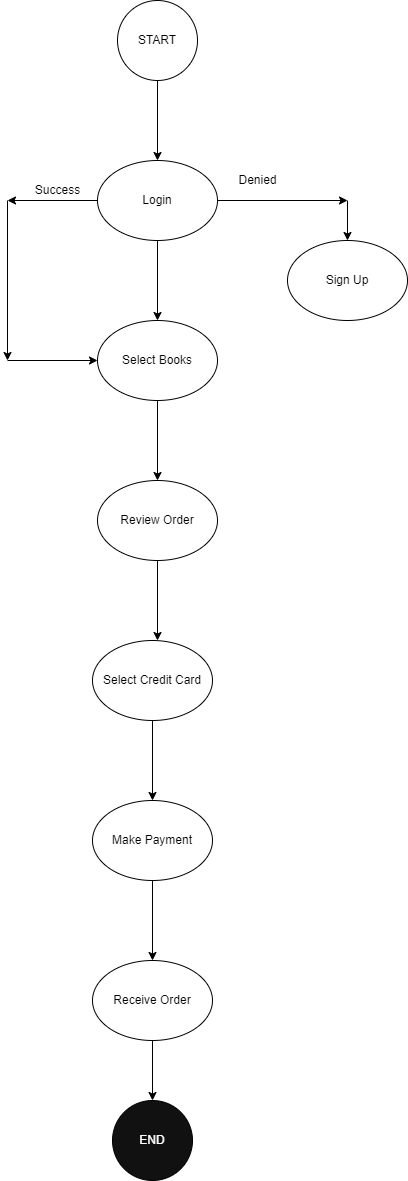 START
Success
Denied
Login
Sign Up
Select Books
Review Order
Select Credit Card
Make Payment
Receive Order
END